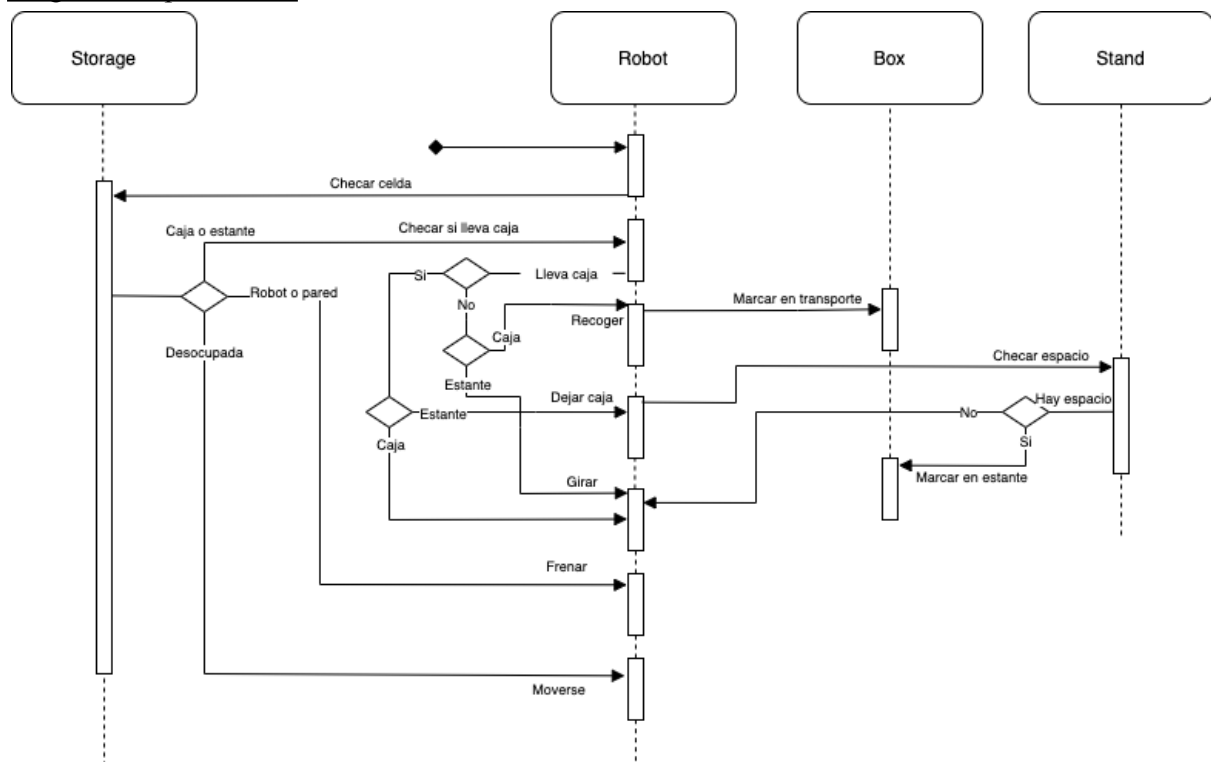 Storage
Robot
Box
Stand
Checar celda
Caja o estante
Checar si lleva caja
Si
Lleva caja
Robot o pared
No
Marcar en transporte
Recoger
Caja
Desocupada
Checar espacio
Estante
Dejar caja
Estante
Hay espacio
No
Caja
Si
Marcar en estante
Girar
Frenar
Moverse